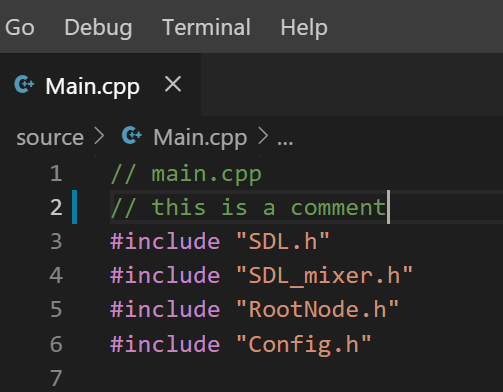 Go Debug Terminal Help
Main.cpp
source > Main.cpp > ...
1 // main.cpp
2 // this is a comment
3 #include "SDL.h"
4 #include "SDL_mixer.h"
5 #include "RootNode.h"
6 #include "Config.h"
7